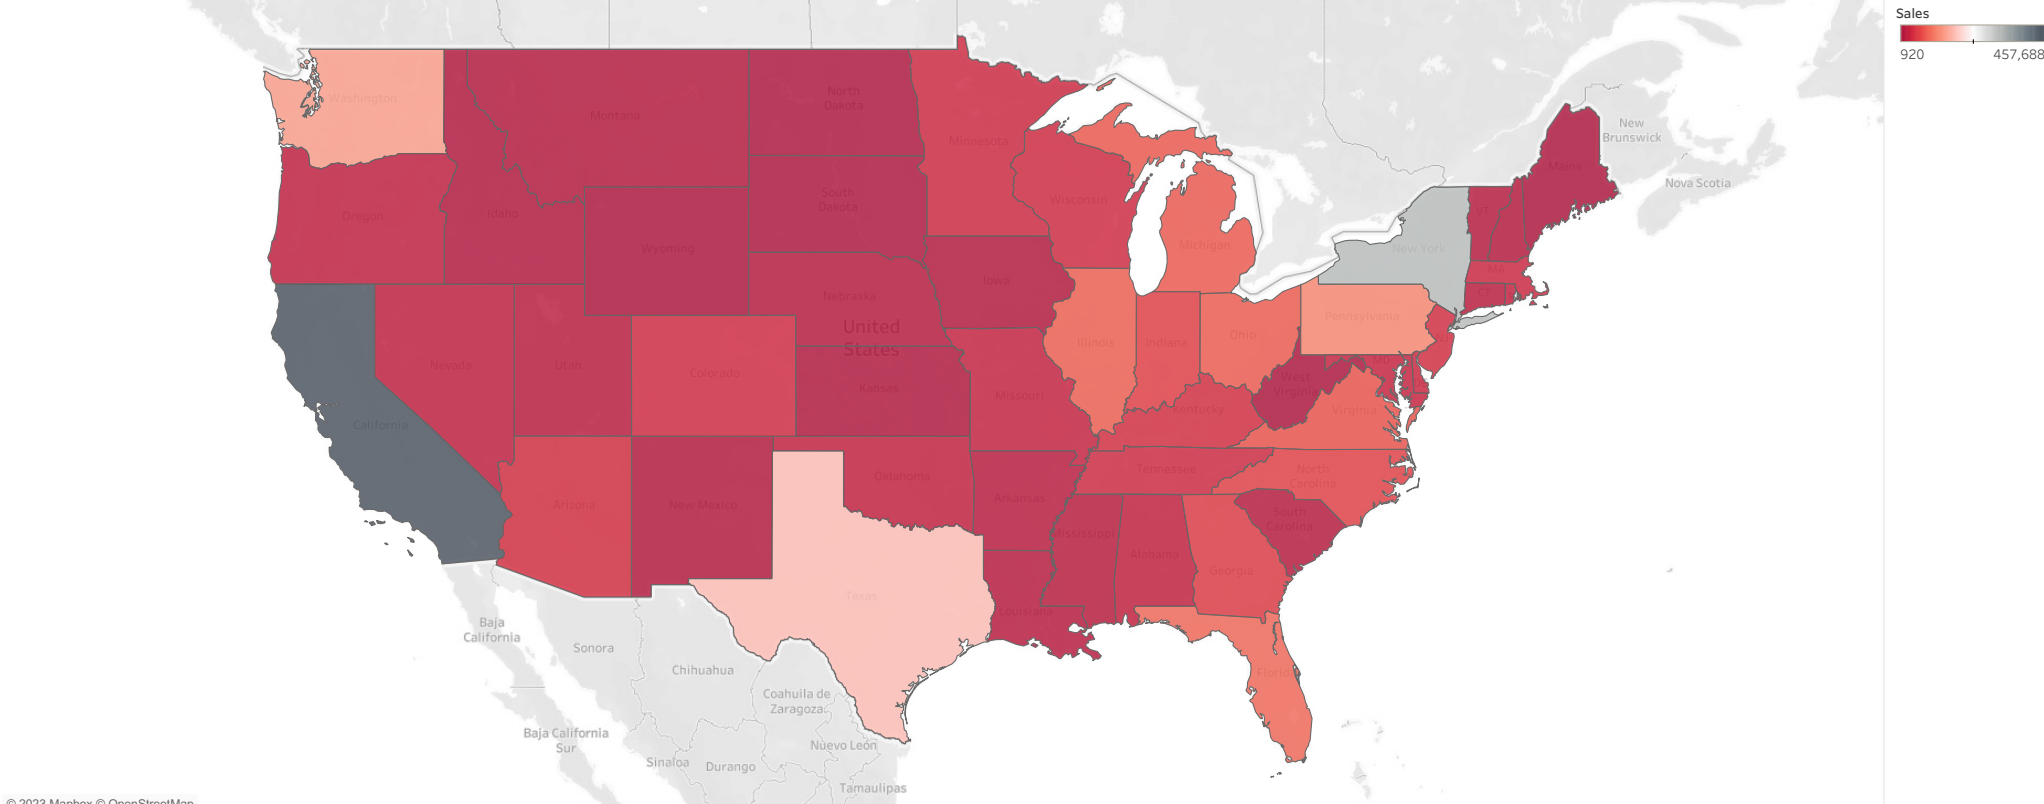 Sales
920
457,688
Washington
Montana
North
Dakota
Minnesota
New
Brunswick
Maine
Nova Scotia
Oregon
Idaho
South
Dakota
Wisconsin
VT
Wyoming
Michigan
New York
MA
Iowa
CT
Nebraska
United
States
Pennsylvania
Nevada
Utah
Colorado
Illinois
Indiana
Ohio
NJ
MD
Kansas
Missouri
West
Virginia
DE
California
Kentucky
Virginia
Oklahoma
Tennessee
North
Carolina
Arizona
New Mexico
Arkansas
South
Carolina
Mississippi
Alabama
Georgia
Texas
Louisiana
Baja
California
Sonora
Chihuahua
Florida
Coahuila de
Zaragoza
Baja California
Sur
Nuevo León
Sinaloa
Durango
Tamaulipas
© 2023 Mapbox © OpenStreetMap